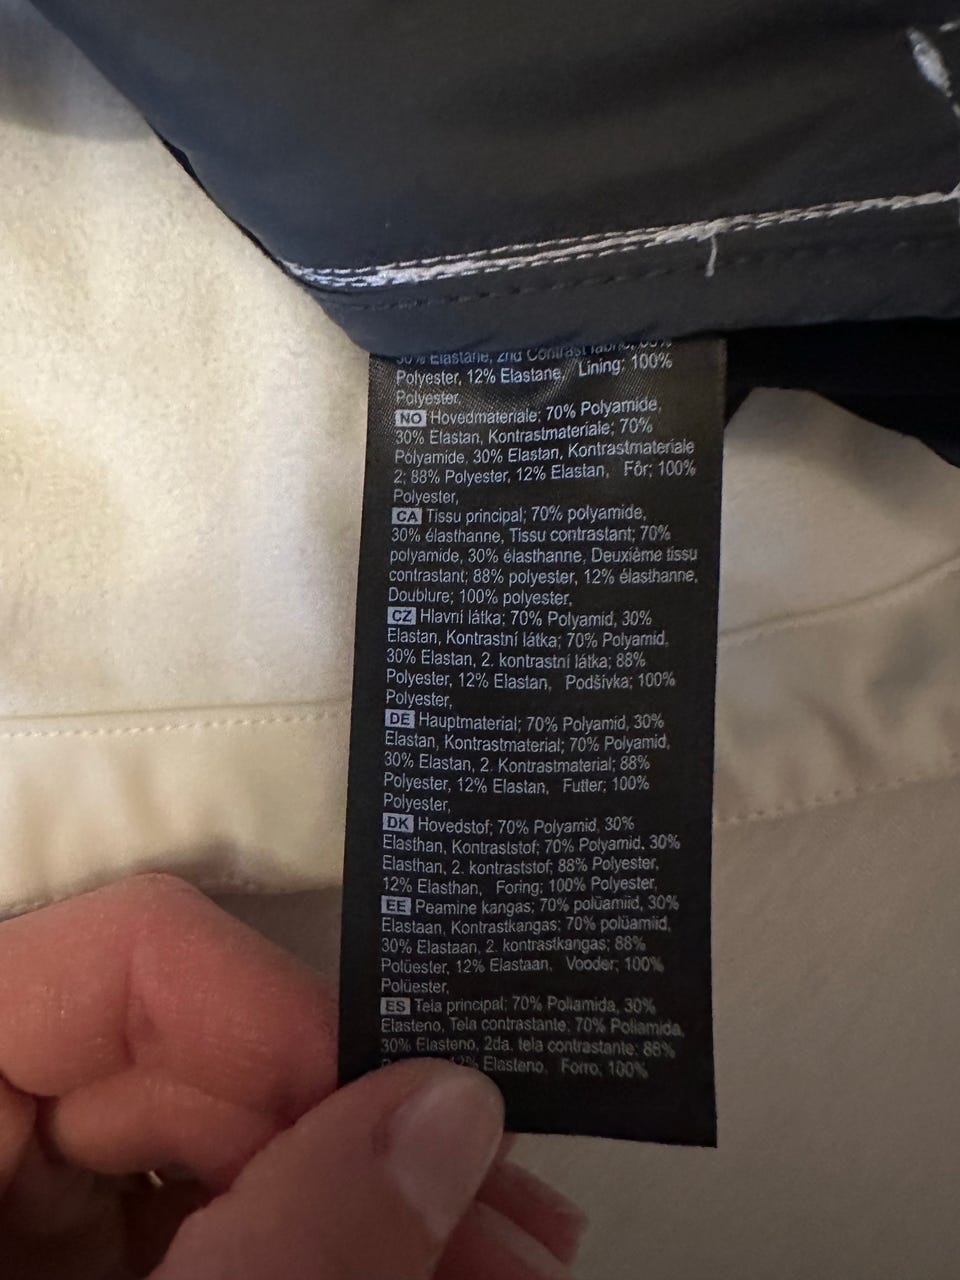 30% Elastane, 2nd Contrast fabric; 88%
Polyester, 12% Elastane, Lining; 100%
Polyester,
NO Hovedmateriale; 70% Polyamide,
30% Elastan, Kontrastmateriale; 70%
Polyamide, 30% Elastan, Kontrastmateriale
2; 88% Polyester, 12% Elastan, Fôr; 100%
Polyester,
CA Tissu principal; 70% polyamide,
30% élasthanne, Tissu contrastant; 70%
polyamide, 30% élasthanne, Deuxième tissu
contrastant; 88% polyester, 12% élasthanne,
Doublure; 100% polyester,
CZ Hlavní látka; 70% Polyamid, 30%
Elastan, Kontrastní látka; 70% Polyamid,
30% Elastan, 2. kontrastní látka; 88%
Polyester, 12% Elastan, Podšívka; 100%
Polyester,
DE Hauptmaterial; 70% Polyamid, 30%
Elastan, Kontrastmaterial; 70% Polyamid,
30% Elastan, 2. Kontrastmaterial; 88%
Polyester, 12% Elastan, Futter; 100%
Polyester,
DK Hovedstof; 70% Polyamid, 30%
Elasthan, Kontraststof; 70% Polyamid, 30%
Elasthan, 2. kontraststof; 88% Polyester,
12% Elasthan, Foring; 100% Polyester,
EE Peamine kangas; 70% polüamiid, 30%
Elastaan, Kontrastkangas; 70% polüamiid,
30% Elastaan, 2. kontrastkangas; 88%
Polüester, 12% Elastaan, Vooder; 100%
Polüester,
ES Tela principal; 70% Poliamida, 30%
Elasteno, Tela contrastante; 70% Poliamida,
30% Elasteno, 2da. tela contrastante; 88%
12% Elasteno, Forro; 100%